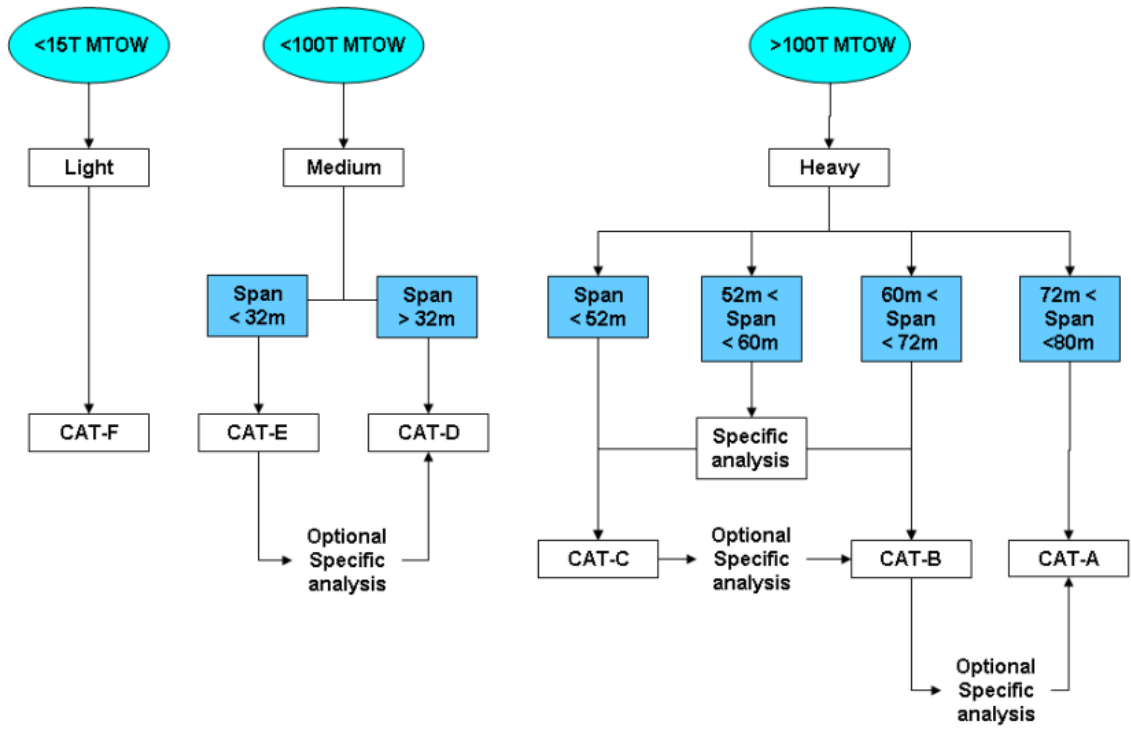 <15T MTOW
<100T MTOW
>100T MTOW
Light
Medium
Heavy
Span
< 32m
Span
> 32m
Span
< 52m
52m <
Span
< 60m
60m <
Span
< 72m
72m <
Span
<80m
CAT-F
CAT-E
CAT-D
Specific
analysis
Optional
Specific
analysis
CAT-C
Optional
Specific
analysis
CAT-B
CAT-A
Optional
Specific
analysis